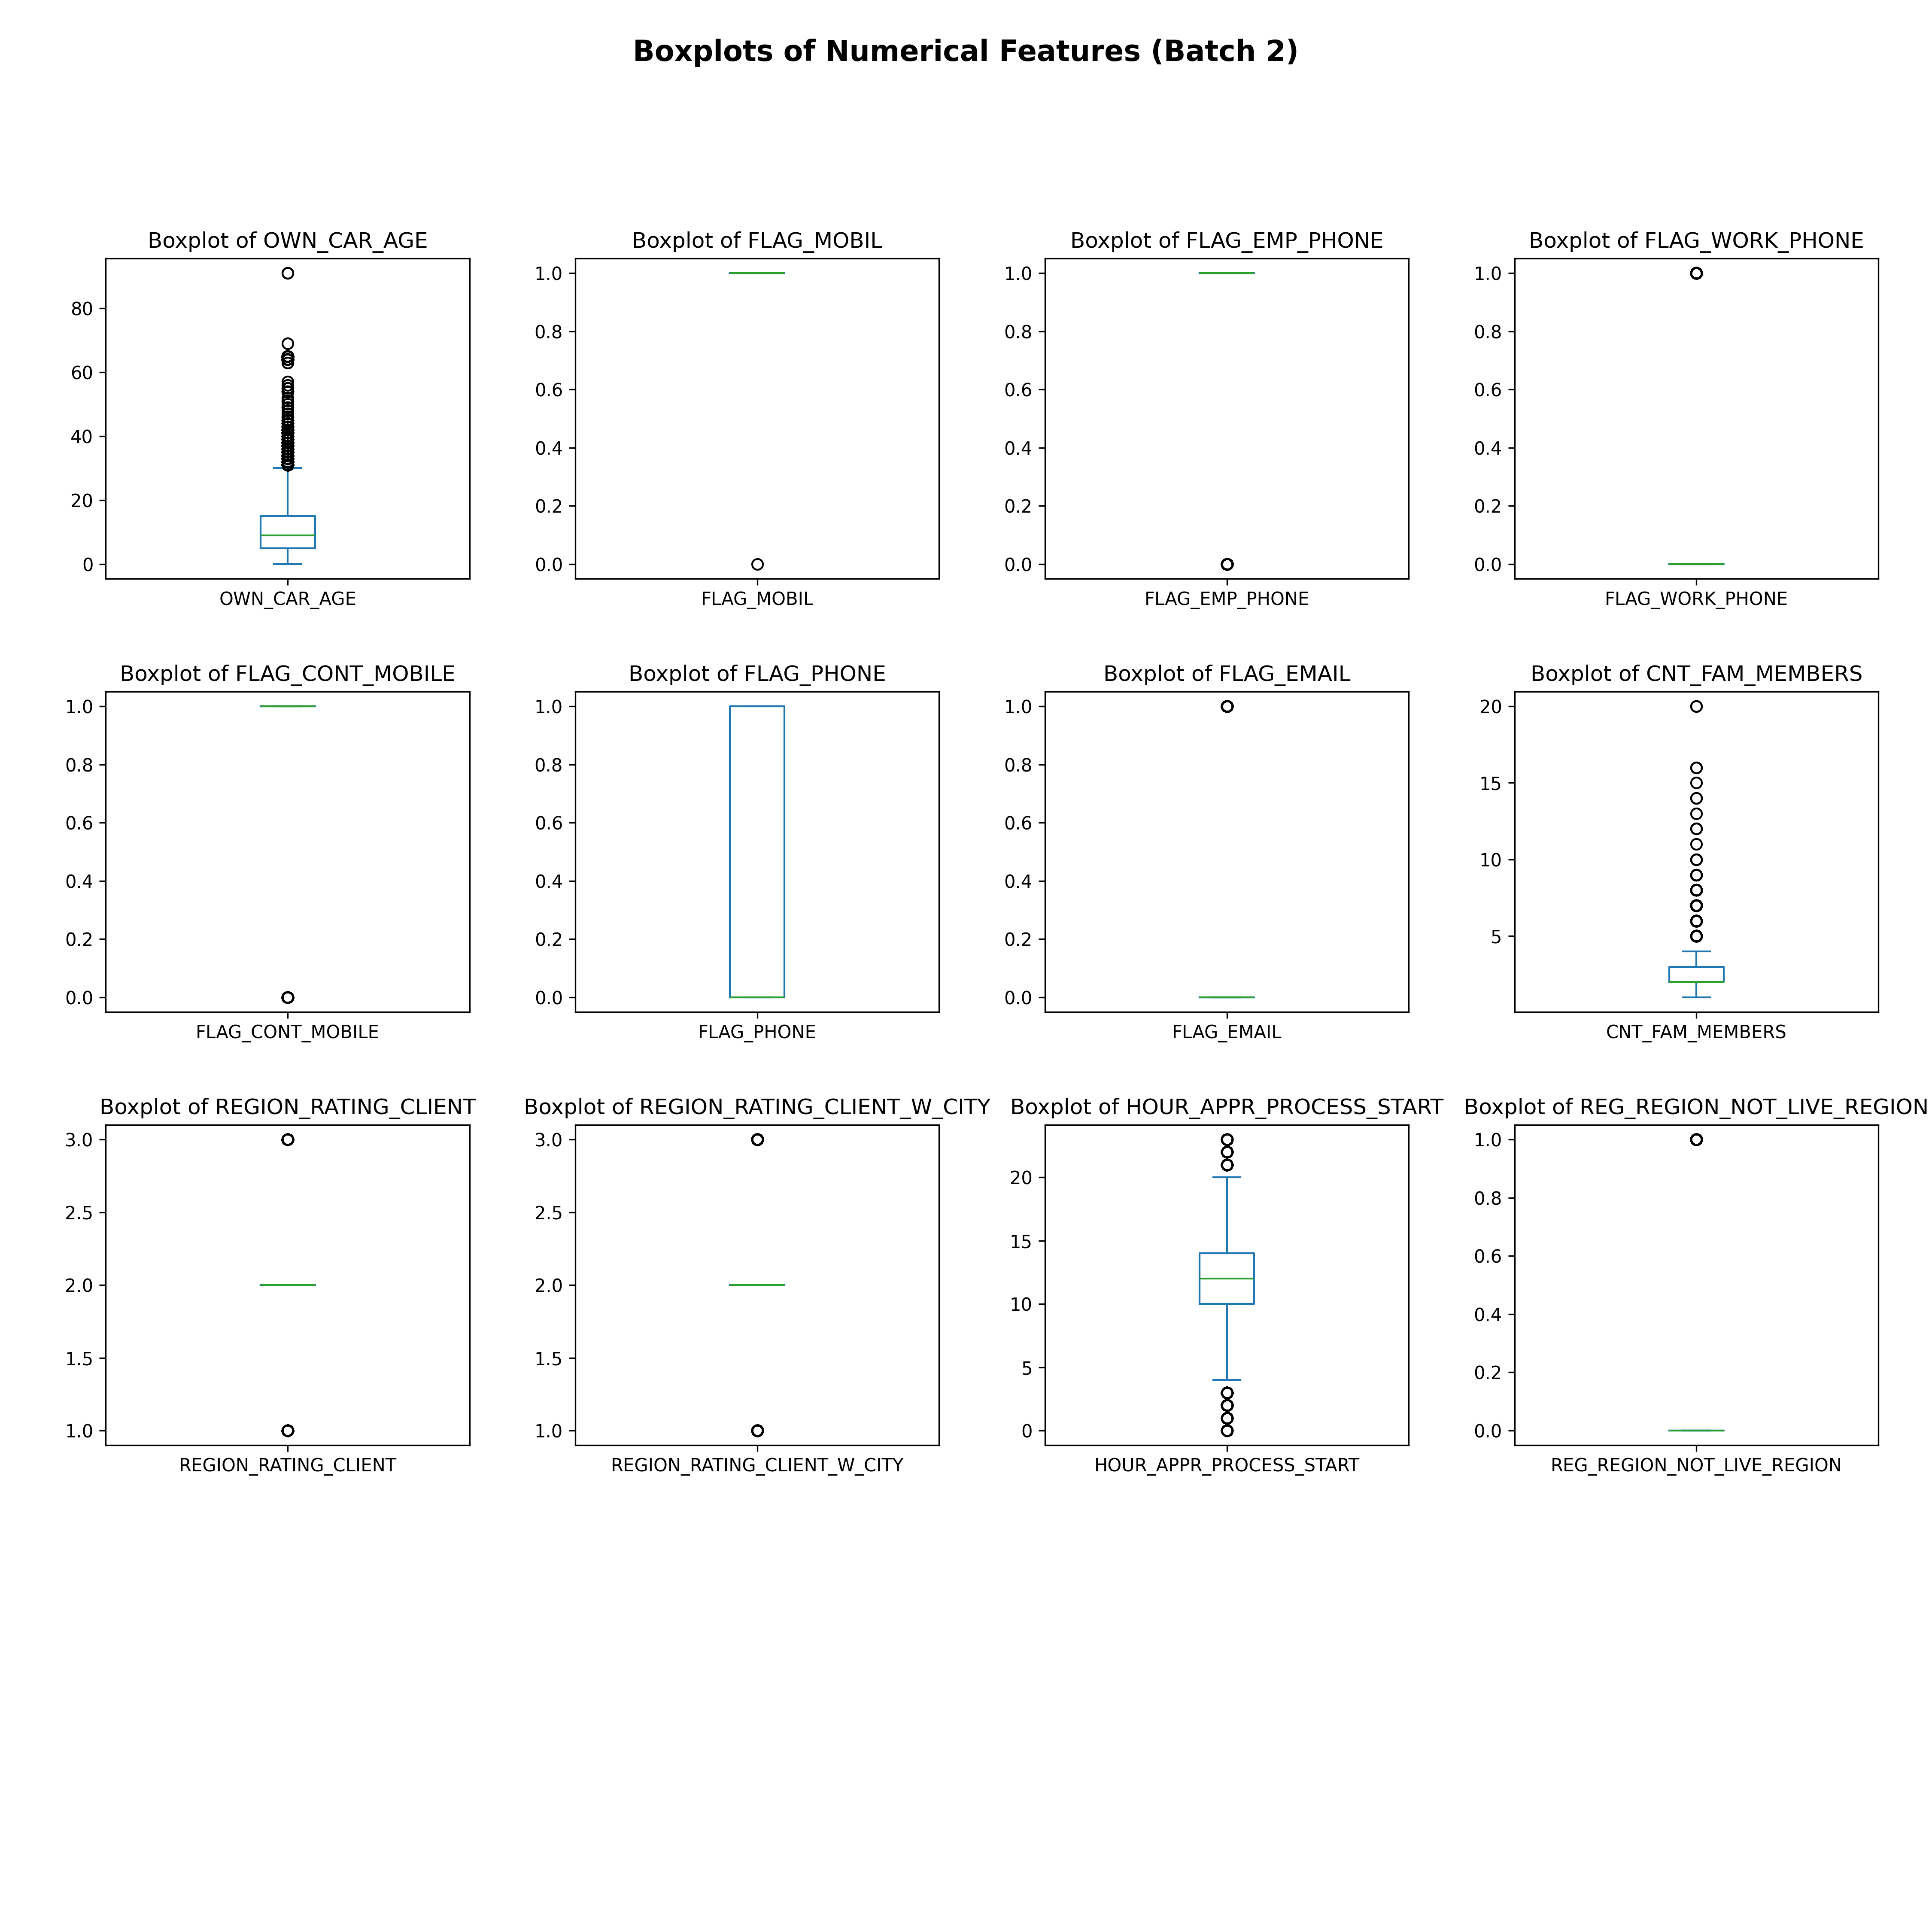 Boxplots of Numerical Features (Batch 2)
Boxplot of OWN_CAR_AGE
80
60
40
20
0
OWN_CAR_AGE
Boxplot of FLAG_MOBIL
1.0
0.8
0.6
0.4
0.2
0.0
FLAG_MOBIL
Boxplot of FLAG_EMP_PHONE
1.0
0.8
0.6
0.4
0.2
0.0
FLAG_EMP_PHONE
Boxplot of FLAG_WORK_PHONE
1.0
0.8
0.6
0.4
0.2
0.0
FLAG_WORK_PHONE
Boxplot of FLAG_CONT_MOBILE
1.0
0.8
0.6
0.4
0.2
0.0
FLAG_CONT_MOBILE
Boxplot of FLAG_PHONE
1.0
0.8
0.6
0.4
0.2
0.0
FLAG_PHONE
Boxplot of FLAG_EMAIL
1.0
0.8
0.6
0.4
0.2
0.0
FLAG_EMAIL
Boxplot of CNT_FAM_MEMBERS
20
15
10
5
CNT_FAM_MEMBERS
Boxplot of REGION_RATING_CLIENT
3.0
2.5
2.0
1.5
1.0
REGION_RATING_CLIENT
Boxplot of REGION_RATING_CLIENT_W_CITY
3.0
2.5
2.0
1.5
1.0
REGION_RATING_CLIENT_W_CITY
Boxplot of HOUR_APPR_PROCESS_START
20
15
10
5
0
HOUR_APPR_PROCESS_START
Boxplot of REG_REGION_NOT_LIVE_REGION
1.0
0.8
0.6
0.4
0.2
0.0
REG_REGION_NOT_LIVE_REGION